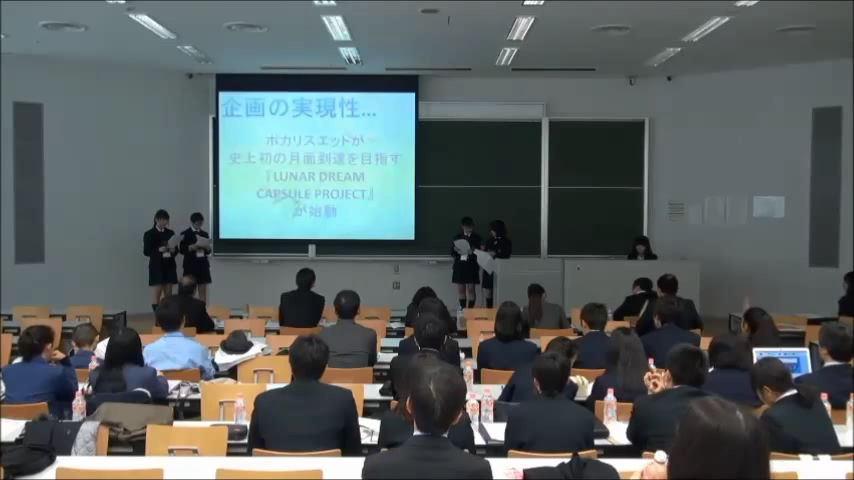 企画の実現性...
ポカリスエットが
史上初の月面到達を目指す
『LUNAR DREAM
CAPSULE PROJECT』
が始動